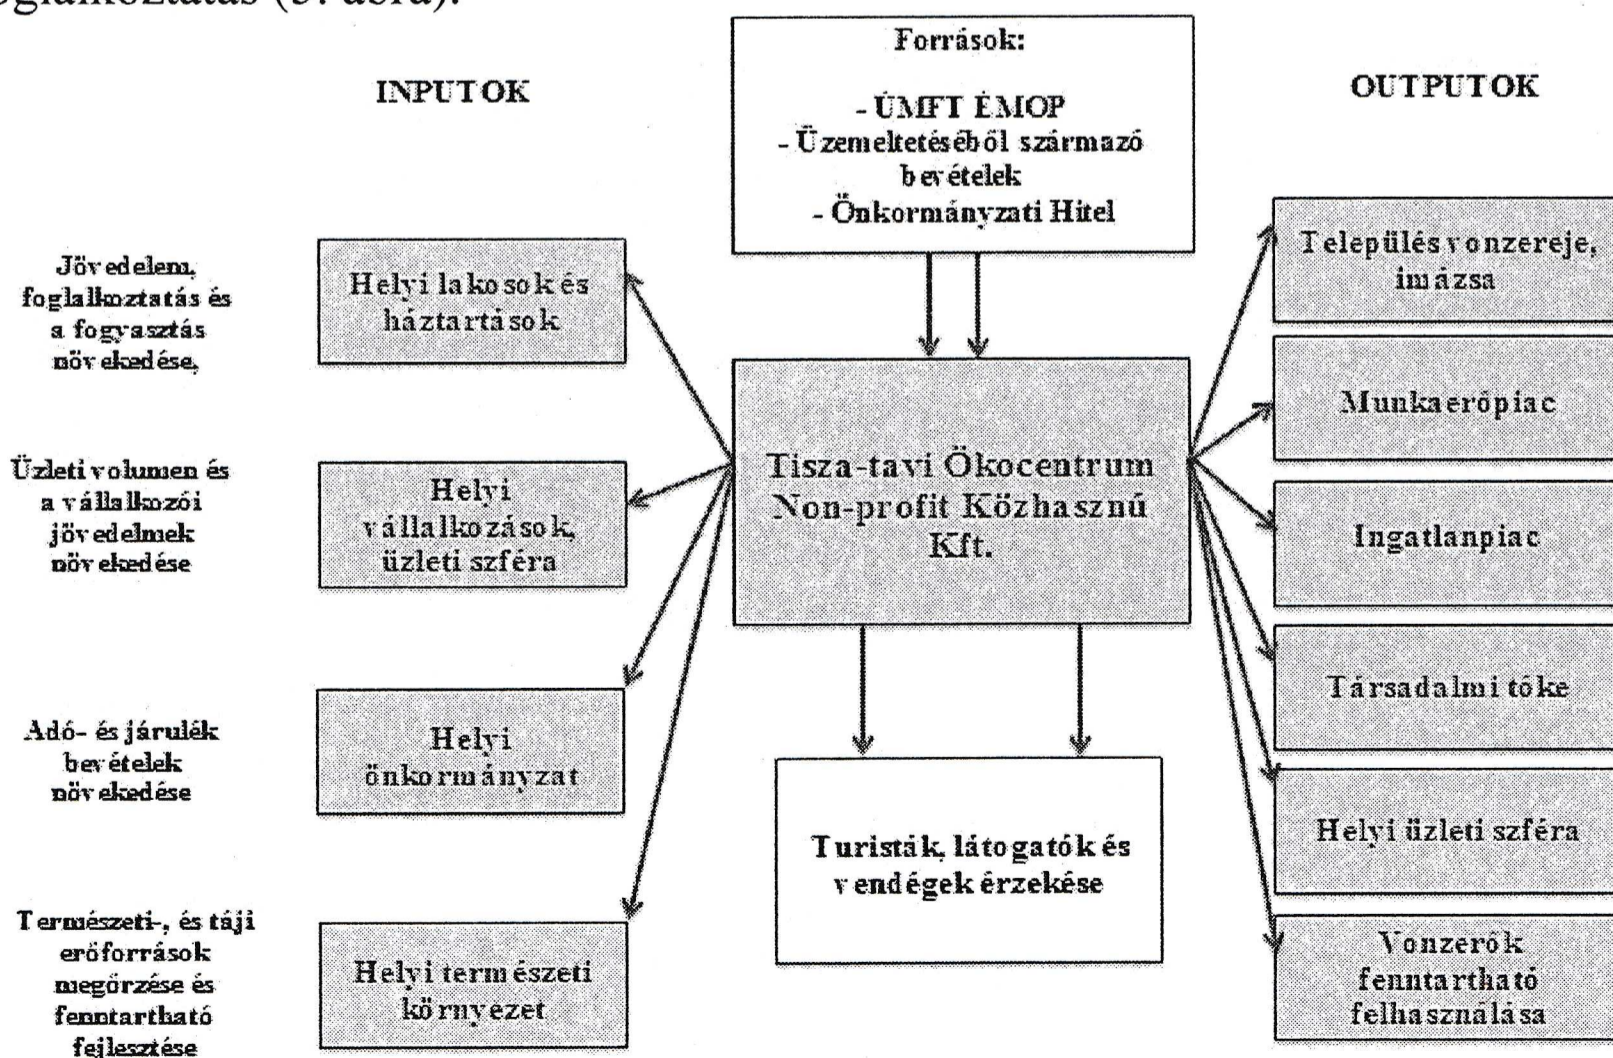 foglalkoztatás (5. ábra).
INPUTOK
Források:
- ÚMFT ÉMOP
- Üzemeltetéséből származó
bevételek
- Önkormányzati Hitel
OUTPUTOK
Jövedelem,
foglalkoztatás és
a fogyasztás
növekedése,
Helyi lakosok és
háztartások
Üzleti volumen és
a vállalkozói
jövedelmek
növekedése
Helyi
vállalkozások,
üzleti szféra
Adó- és járulék
bevételek
növekedése
Helyi
önkormányzat
Természeti-, és táji
erőforrások
megőrzése és
fenntartható
fejlesztése
Helyi természeti
környezet
Tisza-tavi Ökocentrum
Non-profit Közhasznú
Kft.
Turisták, látogatók és
vendégek érzekése
Település vonzereje,
imázsa
Munkaerőpiac
Ingatlanpiac
Társadalmi tőke
Helyi üzleti szféra
Vonzerők
fenntartható
felhasználása